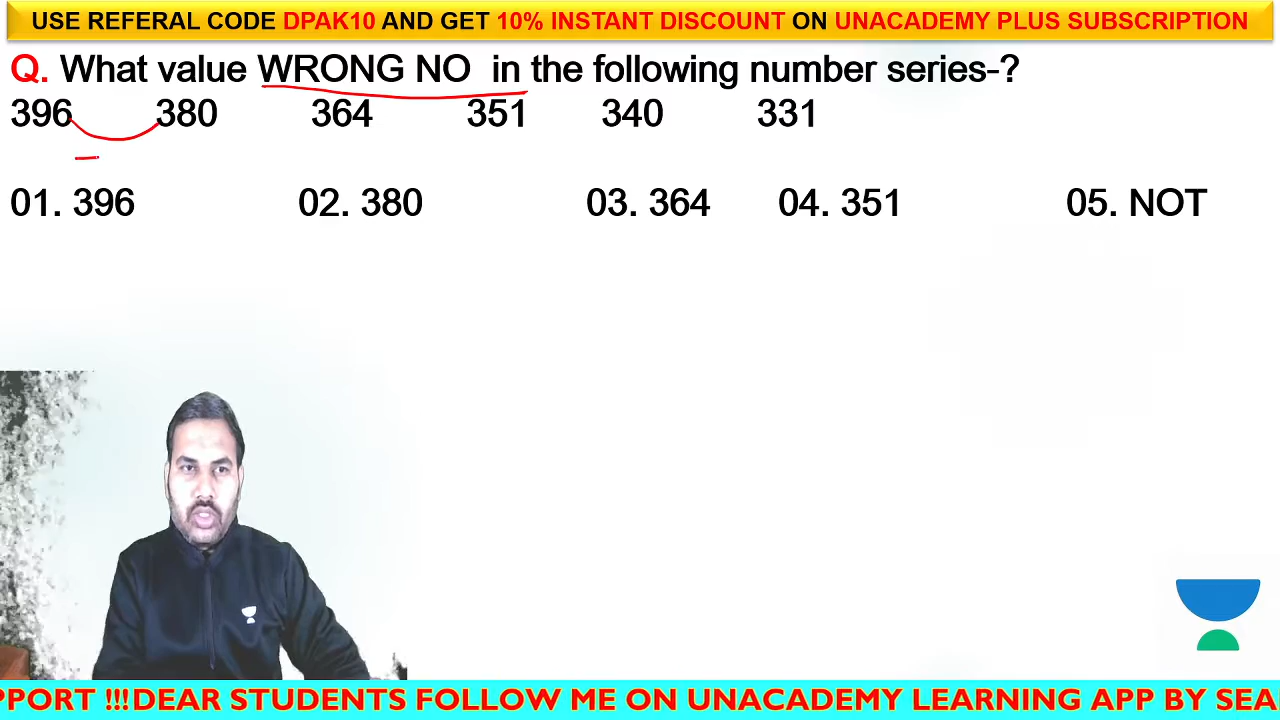 USE REFERAL CODE DPAK10 AND GET 10% INSTANT DISCOUNT ON UNACADEMY PLUS SUBSCRIPTION
Q. What value WRONG NO in the following number series-?
396 380 364 351 340 331
01. 396 02. 380 03. 364 04. 351 05. NOT
PPORT !!!DEAR STUDENTS FOLLOW ME ON UNACADEMY LEARNING APP BY SEA